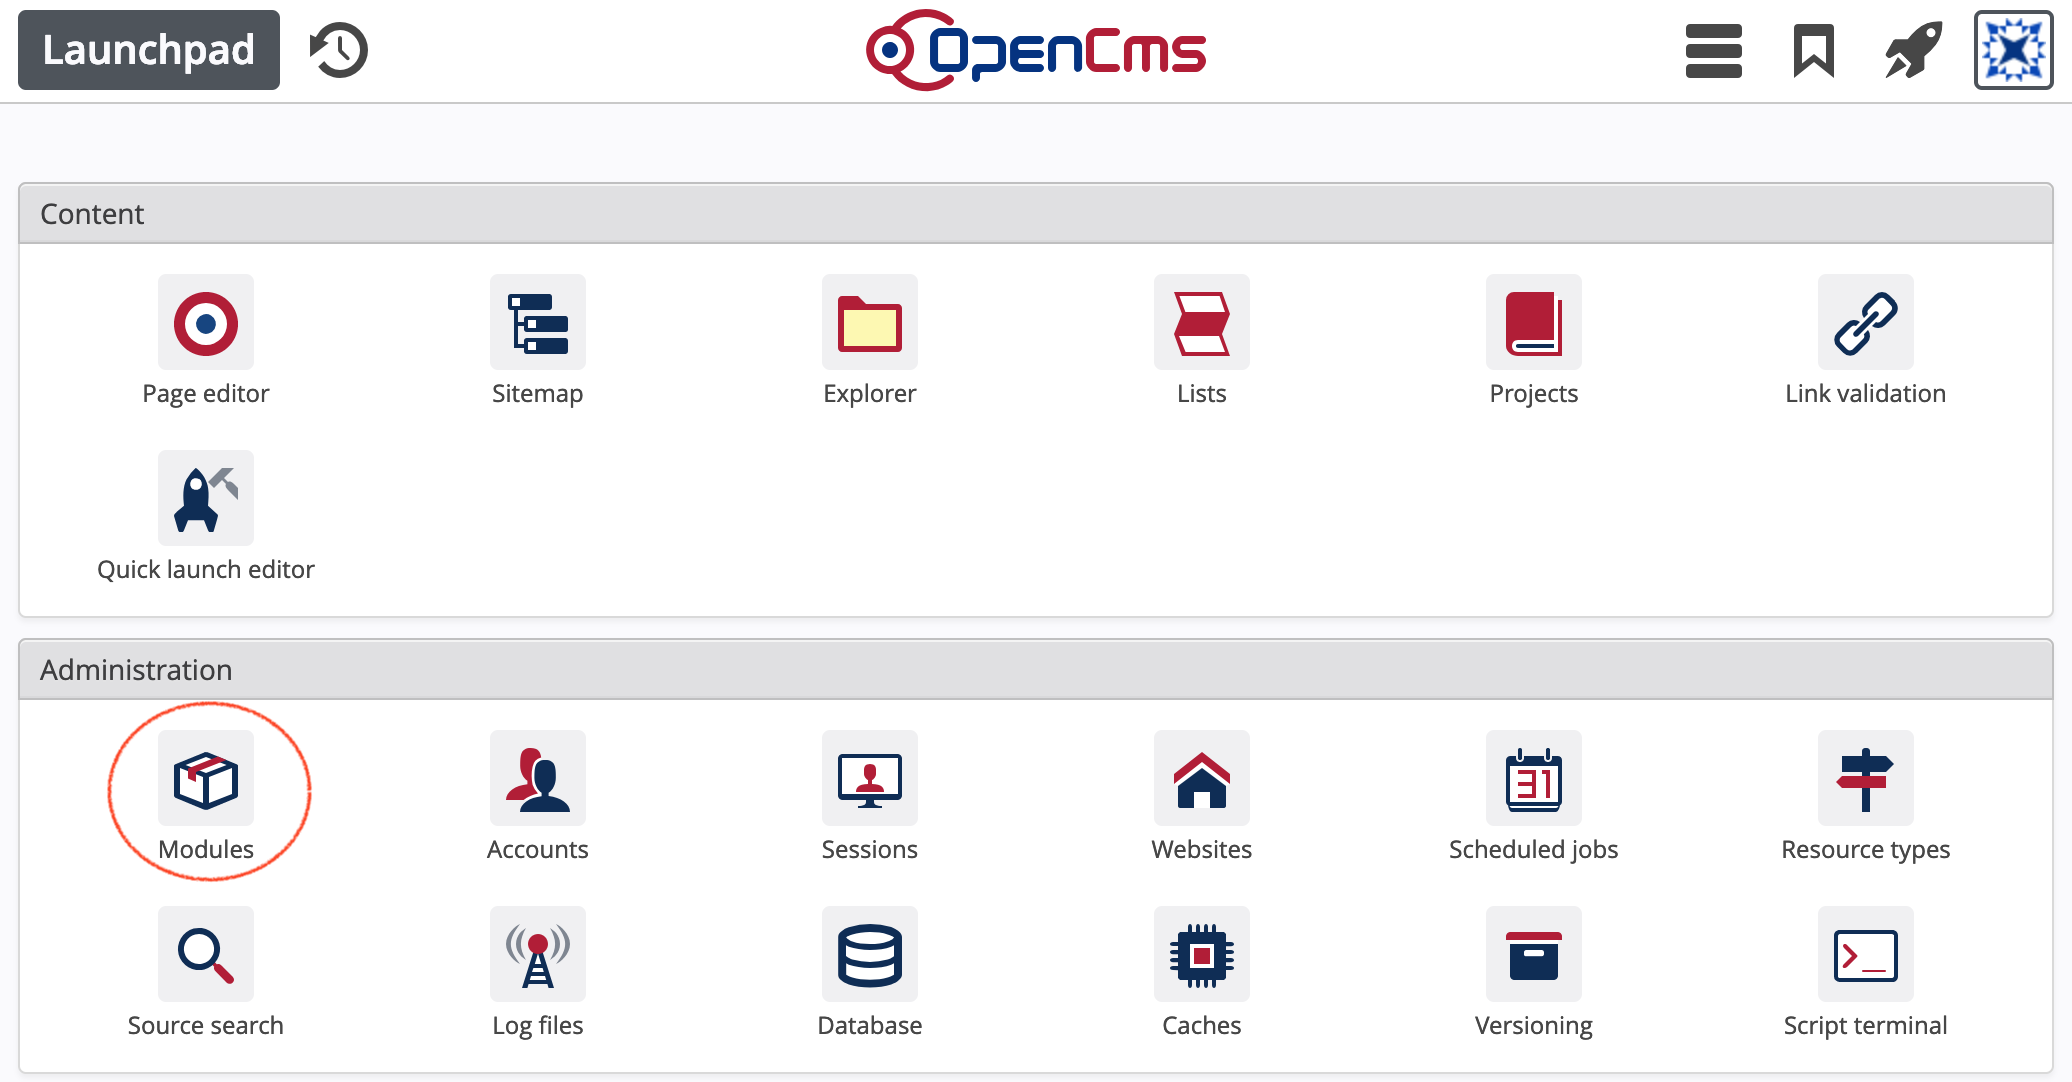 Launchpad
OpenCms
Content
Page editor
Sitemap
Explorer
Lists
Projects
Link validation
Quick launch editor
Administration
Modules
Accounts
Sessions
Websites
31
Scheduled jobs
Resource types
Source search
Log files
Database
Caches
Versioning
>_
Script terminal